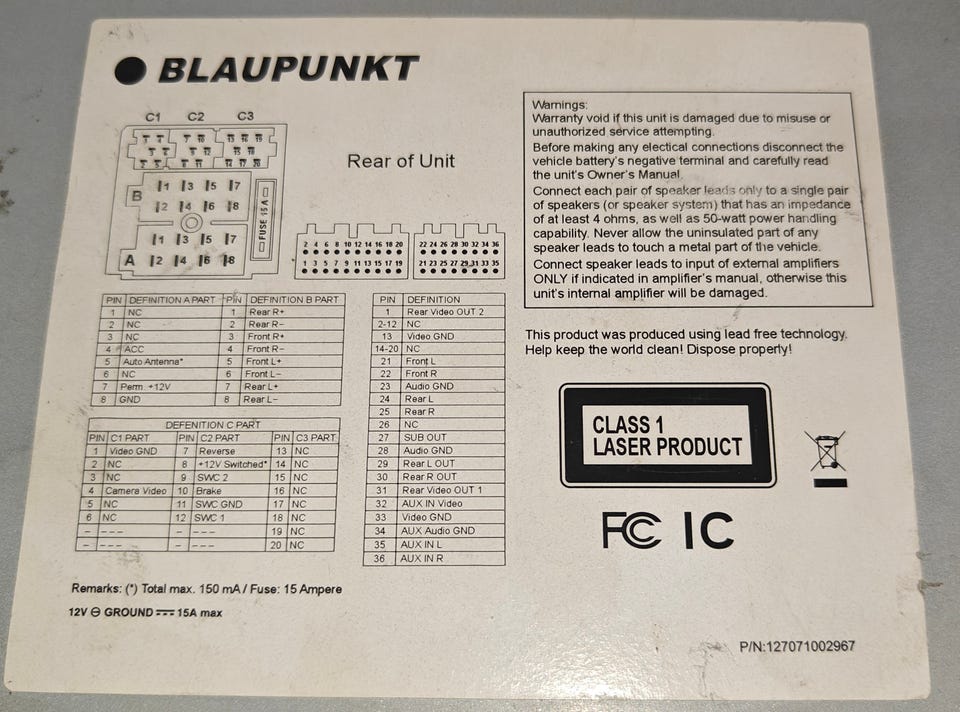 BLAUPUNKT
C1 C2 C3
Rear of Unit
B 1 3 5 7
2 4 6 8
FUSE 15 A
1 3 5 7
A 2 4 6 8
2 4 6 8 10 12 14 16 18 20 22 24 26 28 30 32 34 36
1 3 5 7 9 11 13 15 17 19 21 23 25 27 29 31 33 35
PIN DEFINITION A PART PIN DEFINITION B PART
1 NC 1 Rear R+
2 NC 2 Rear R−
3 NC 3 Front R+
4 ACC 4 Front R−
5 Auto Antenna* 5 Front L+
6 NC 6 Front L−
7 Perm. +12V 7 Rear L+
8 GND 8 Rear L−
DEFENITION C PART
PIN C1 PART PIN C2 PART PIN C3 PART
1 Video GND 7 Reverse 13 NC
2 NC 8 +12V Switched* 14 NC
3 NC 9 SWC 2 15 NC
4 Camera Video 10 Brake 16 NC
5 NC 11 SWC GND 17 NC
6 NC 12 SWC 1 18 NC
– – – – – – – – 19 NC
– – – – – – – – 20 NC
PIN DEFINITION
1 Rear Video OUT 2
2-12 NC
13 Video GND
14-20 NC
21 Front L
22 Front R
23 Audio GND
24 Rear L
25 Rear R
26 NC
27 SUB OUT
28 Audio GND
29 Rear L OUT
30 Rear R OUT
31 Rear Video OUT 1
32 AUX IN Video
33 Video GND
34 AUX Audio GND
35 AUX IN L
36 AUX IN R
Remarks: (*) Total max. 150 mA / Fuse: 15 Ampere
12V ⊖ GROUND ⎓ 15A max
Warnings:
Warranty void if this unit is damaged due to misuse or
unauthorized service attempting.
Before making any electical connections disconnect the
vehicle battery's negative terminal and carefully read
the unit's Owner's Manual.
Connect each pair of speaker leads only to a single pair
of speakers (or speaker system) that has an impedance
of at least 4 ohms, as well as 50-watt power handling
capability. Never allow the uninsulated part of any
speaker leads to touch a metal part of the vehicle.
Connect speaker leads to input of external amplifiers
ONLY if indicated in amplifier's manual, otherwise this
unit's internal amplifier will be damaged.
This product was produced using lead free technology.
Help keep the world clean! Dispose property!
CLASS 1
LASER PRODUCT
FC IC
P/N:127071002967